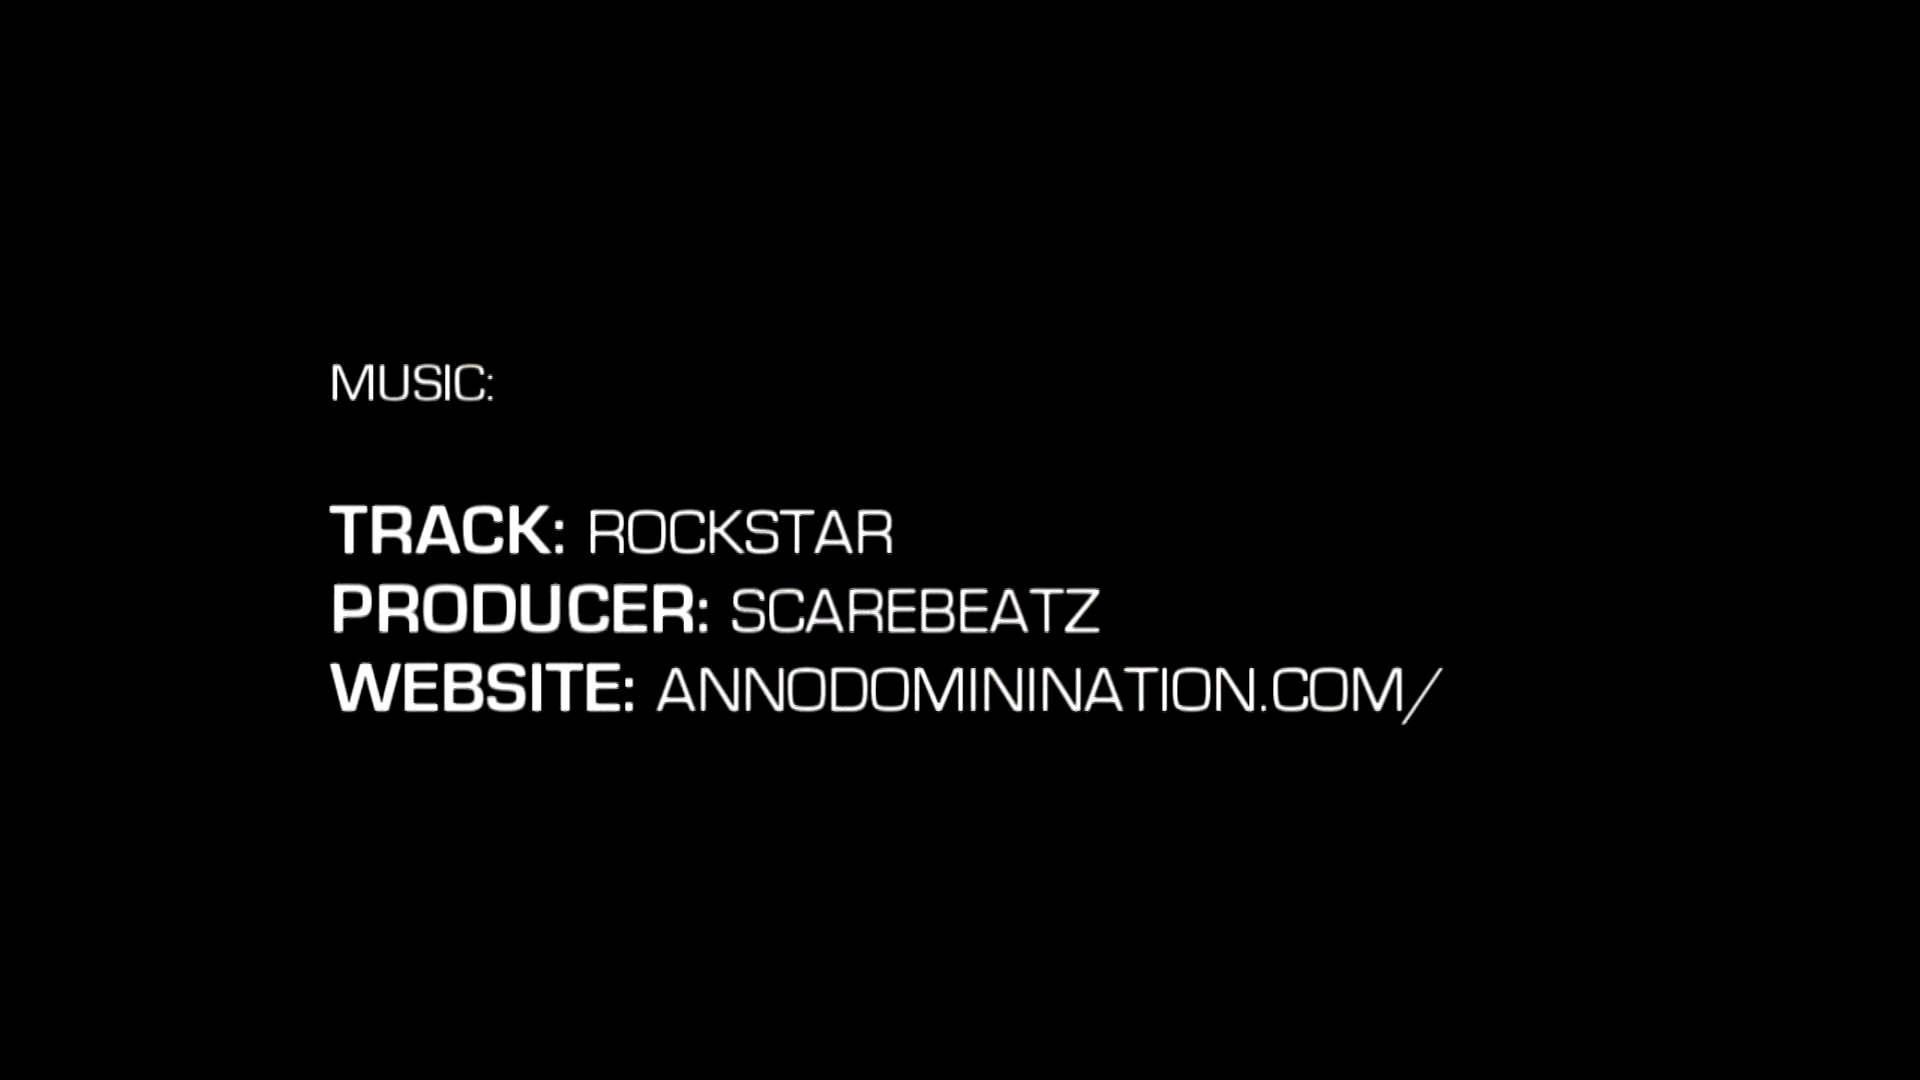 MUSIC:
TRACK: ROCKSTAR
PRODUCER: SCAREBEATZ
WEBSITE: ANNODOMININATION.COM/